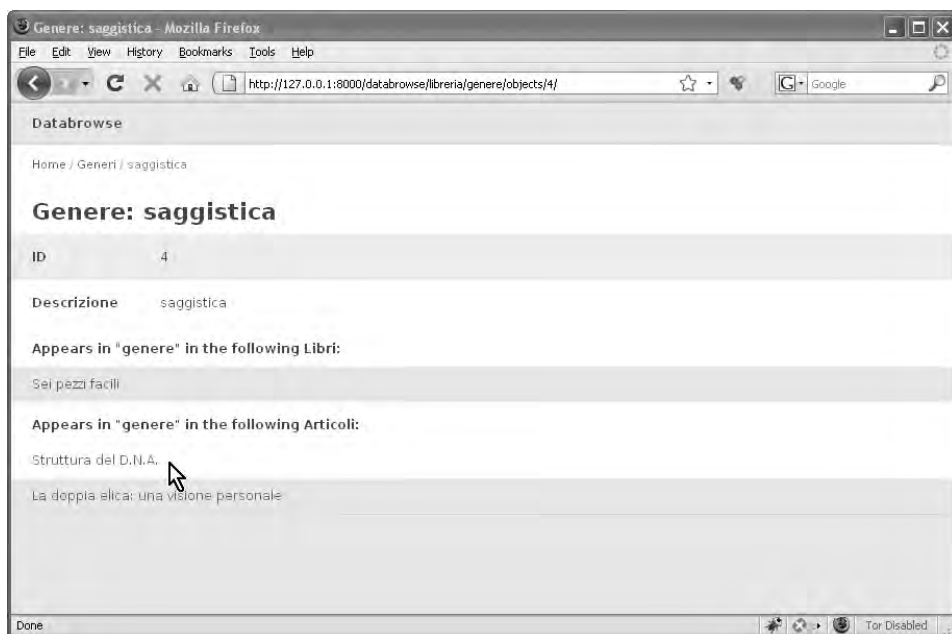 Genere: saggistica - Mozilla Firefox
File Edit View History Bookmarks Tools Help
http://127.0.0.1:8000/databrowse/libreria/genere/objects/4/ G Google
Databrowse
Home / Generi / saggistica
Genere: saggistica
ID 4
Descrizione saggistica
Appears in "genere" in the following Libri:
Sei pezzi facili
Appears in "genere" in the following Articoli:
Struttura del D.N.A.
La doppia elica: una visione personale
Done Tor Disabled